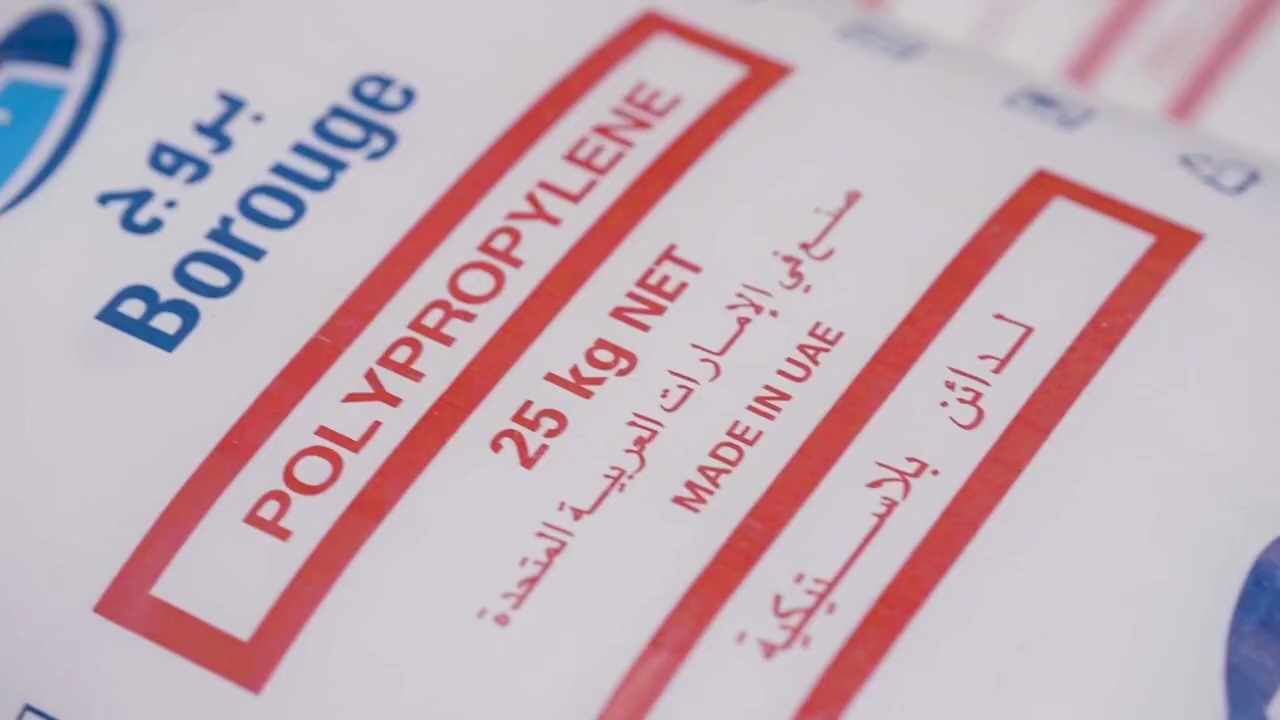 بروج
Borouge
POLYPROPYLENE
25 kg NET
صنع في الإمارات العربية المتحدة
MADE IN UAE
لدائن بلاستيكية